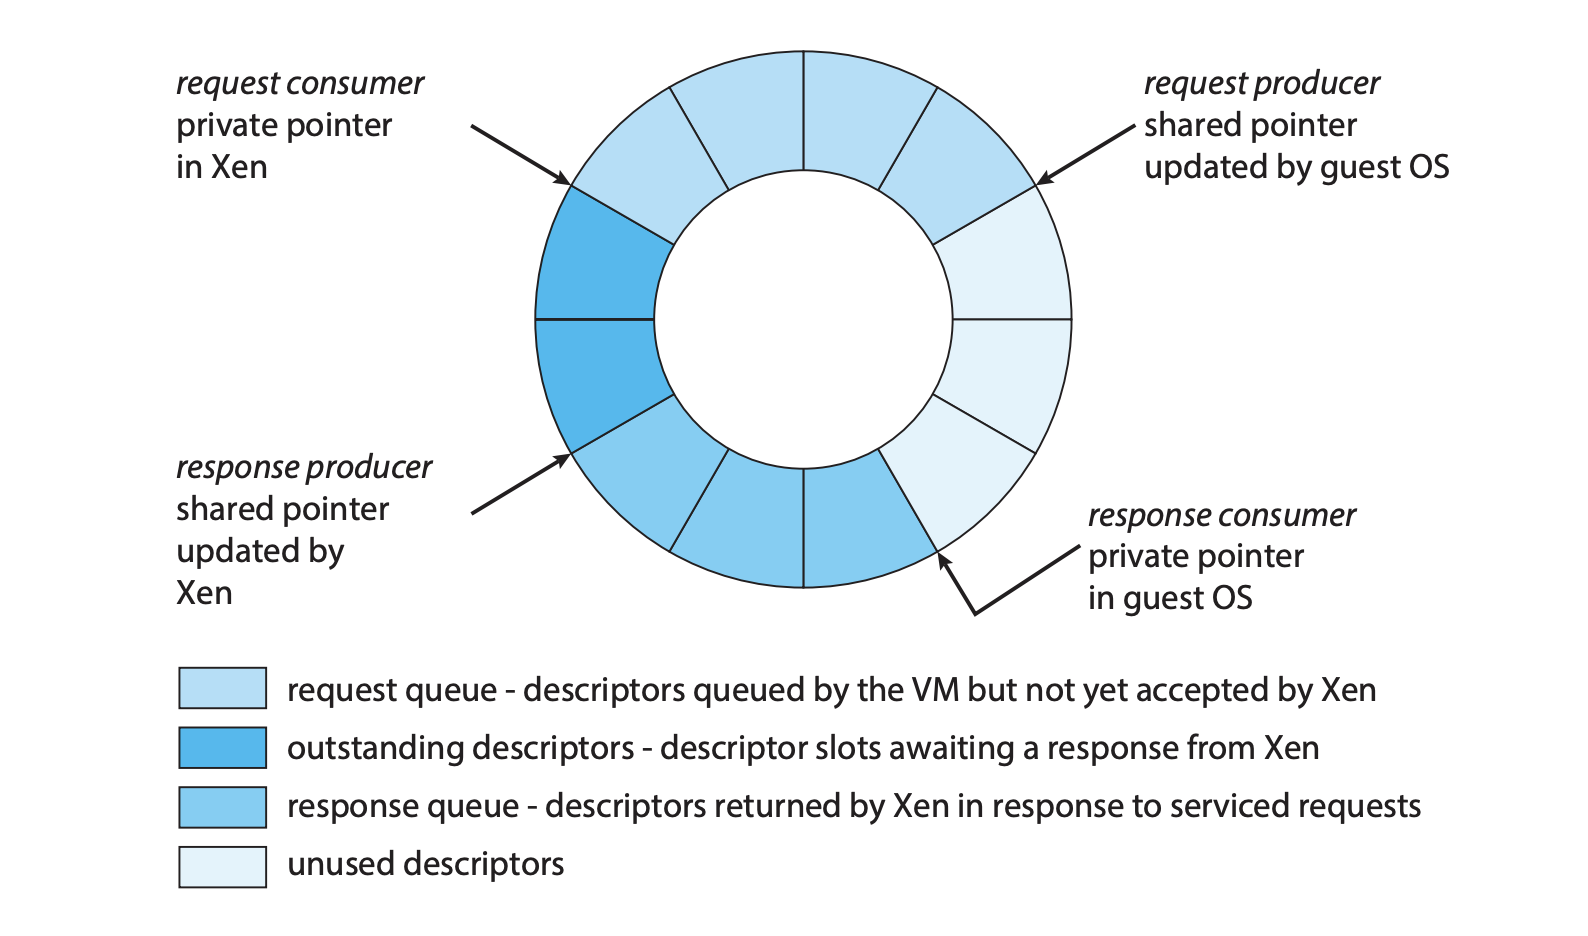 request consumer
private pointer
in Xen
request producer
shared pointer
updated by guest OS
response producer
shared pointer
updated by
Xen
response consumer
private pointer
in guest OS
request queue - descriptors queued by the VM but not yet accepted by Xen
outstanding descriptors - descriptor slots awaiting a response from Xen
response queue - descriptors returned by Xen in response to serviced requests
unused descriptors